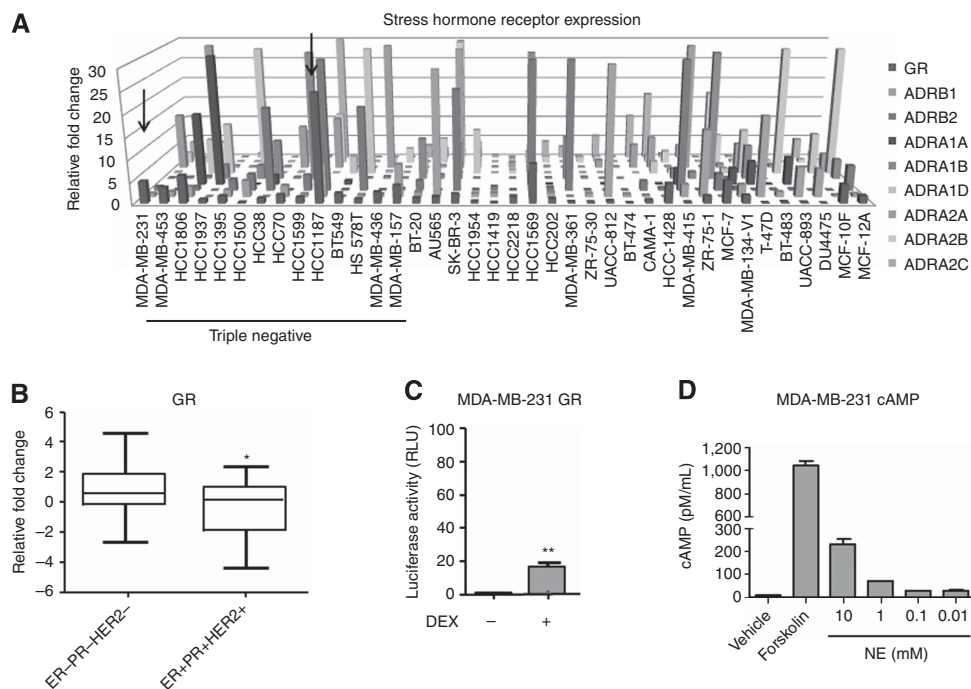 A
Stress hormone receptor expression
Relative fold change
30
25
20
15
10
5
0
GR
ADRB1
ADRB2
ADRA1A
ADRA1B
ADRA1D
ADRA2A
ADRA2B
ADRA2C
MDA-MB-231
MDA-MB-453
HCC1806
HCC1937
HCC1395
HCC1500
HCC38
HCC70
HCC1599
HCC1187
BT549
HS 578T
MDA-MB-436
MDA-MB-157
BT-20
AU565
SK-BR-3
HCC1954
HCC1419
HCC2218
HCC1569
HCC202
MDA-MB-361
ZR-75-30
UACC-812
BT-474
CAMA-1
HCC-1428
MDA-MB-415
ZR-75-1
MCF-7
MDA-MB-134-V1
T-47D
BT-483
UACC-893
DU4475
MCF-10F
MCF-12A
Triple negative
B
GR
Relative fold change
6
4
2
0
–2
–4
–6
*
ER–PR–HER2–
ER+PR+HER2+
C
MDA-MB-231 GR
Luciferase activity (RLU)
100
80
60
40
20
0
**
DEX – +
D
MDA-MB-231 cAMP
cAMP (pM/mL)
1,200
1,000
800
600
300
200
100
0
Vehicle
Forskolin
10 1 0.1 0.01
NE (mM)